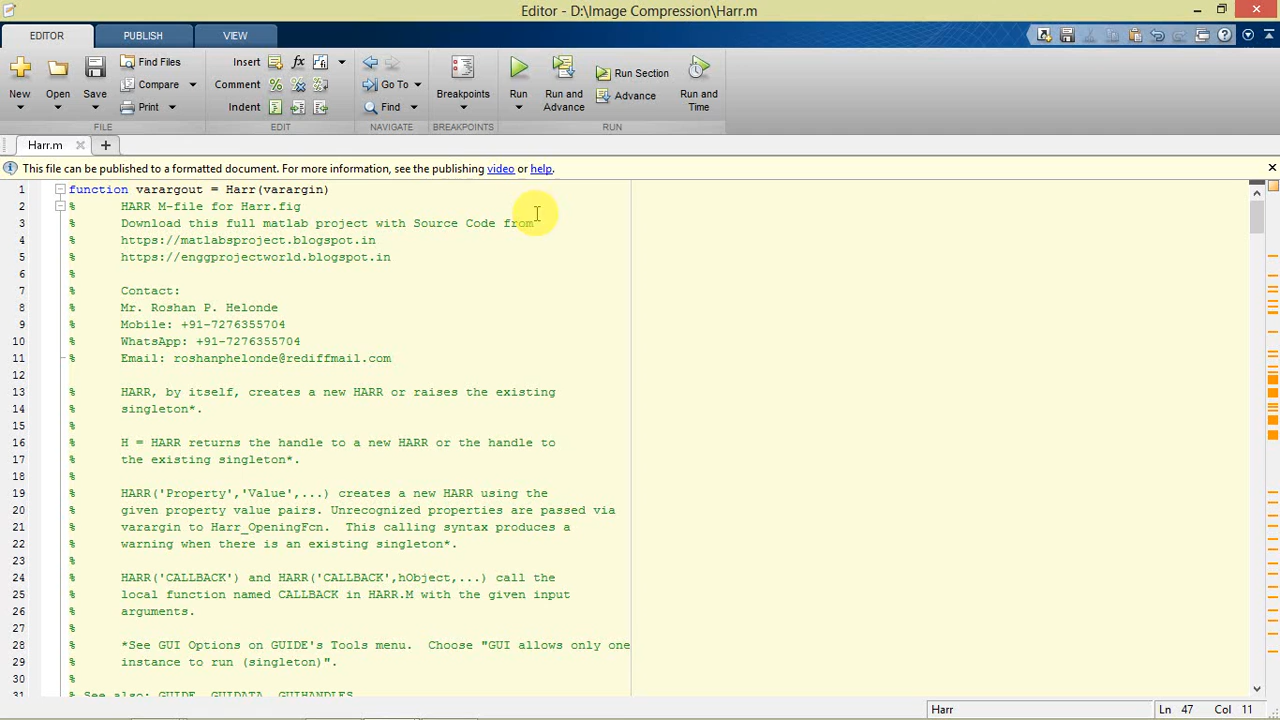 Editor - D:\Image Compression\Harr.m
EDITOR PUBLISH VIEW
New Open Save
Find Files
Compare
Print
FILE
Insert
Comment
Indent
EDIT
Go To
Find
NAVIGATE
Breakpoints
BREAKPOINTS
Run
Run and Advance
Run Section
Advance
Run and Time
RUN
Harr.m
This file can be published to a formatted document. For more information, see the publishing video or help.
1 function varargout = Harr(varargin)
2 % HARR M-file for Harr.fig
3 % Download this full matlab project with Source Code from
4 % https://matlabsproject.blogspot.in
5 % https://enggprojectworld.blogspot.in
6 %
7 % Contact:
8 % Mr. Roshan P. Helonde
9 % Mobile: +91-7276355704
10 % WhatsApp: +91-7276355704
11 % Email: roshanphelonde@rediffmail.com
12
13 % HARR, by itself, creates a new HARR or raises the existing
14 % singleton*.
15 %
16 % H = HARR returns the handle to a new HARR or the handle to
17 % the existing singleton*.
18 %
19 % HARR('Property','Value',...) creates a new HARR using the
20 % given property value pairs. Unrecognized properties are passed via
21 % varargin to Harr_OpeningFcn. This calling syntax produces a
22 % warning when there is an existing singleton*.
23 %
24 % HARR('CALLBACK') and HARR('CALLBACK',hObject,...) call the
25 % local function named CALLBACK in HARR.M with the given input
26 % arguments.
27 %
28 % *See GUI Options on GUIDE's Tools menu. Choose "GUI allows only one
29 % instance to run (singleton)".
30 %
31 % See also: GUIDE, GUIDATA, GUIHANDLES
Harr
Ln 47 Col 11